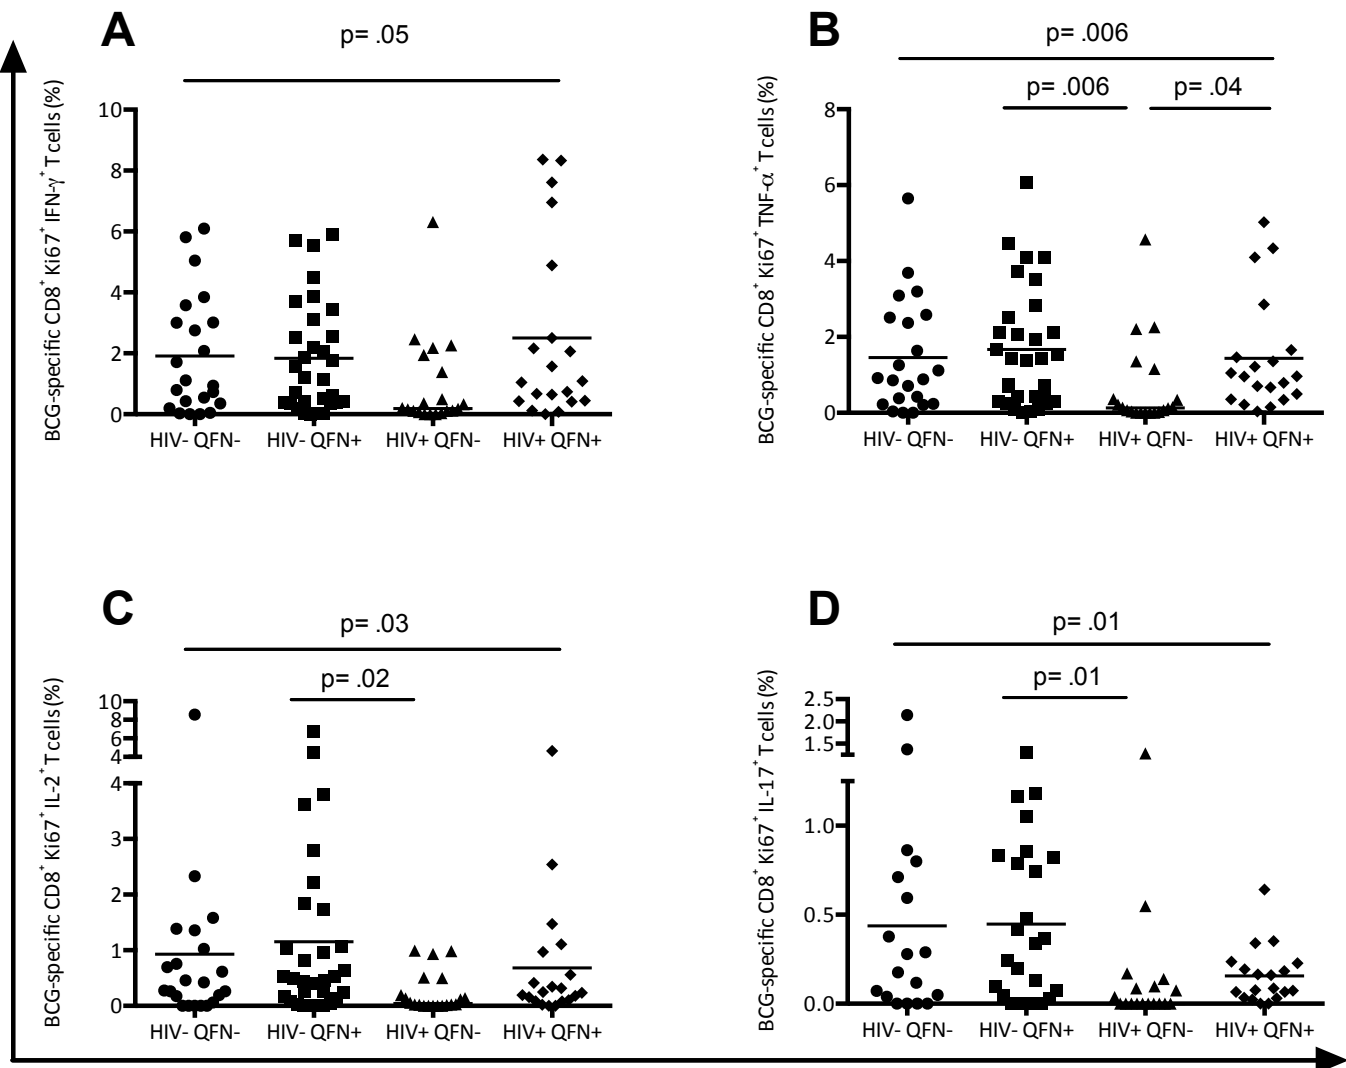 A
p= .05
BCG-specific CD8+ Ki67+ IFN-γ+ T cells (%)
10
8
6
4
2
0
HIV- QFN- HIV- QFN+ HIV+ QFN- HIV+ QFN+
B
p= .006
p= .006 p= .04
BCG-specific CD8+ Ki67+ TNF-α+ T cells (%)
8
6
4
2
0
HIV- QFN- HIV- QFN+ HIV+ QFN- HIV+ QFN+
C
p= .03
p= .02
BCG-specific CD8+ Ki67+ IL-2+ T cells (%)
10
8
6
4
4
3
2
1
0
HIV- QFN- HIV- QFN+ HIV+ QFN- HIV+ QFN+
D
p= .01
p= .01
BCG-specific CD8+ Ki67+ IL-17+ T cells (%)
2.5
2.0
1.5
1.0
0.5
0.0
HIV- QFN- HIV- QFN+ HIV+ QFN- HIV+ QFN+